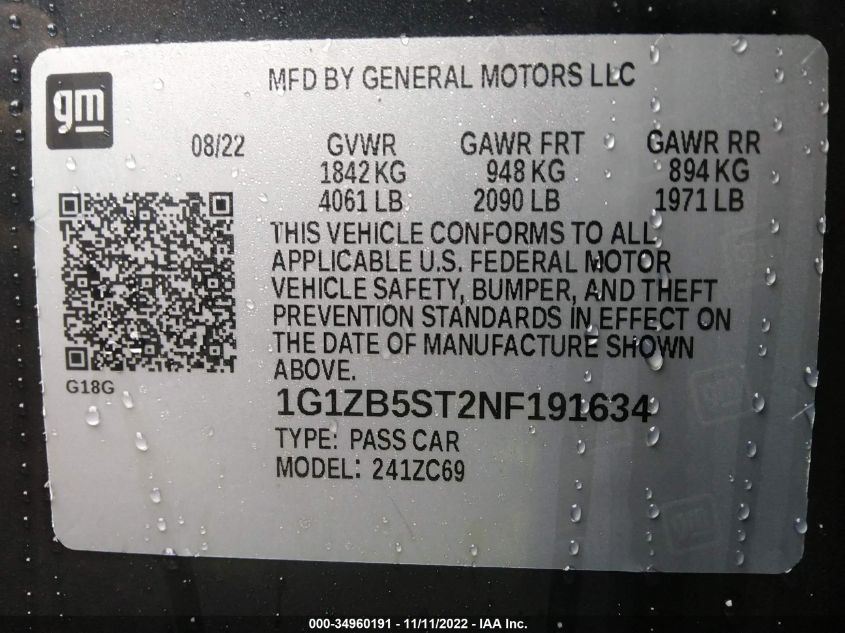 MFD BY GENERAL MOTORS LLC
gm
08/22 GVWR GAWR FRT GAWR RR
1842 KG 948 KG 894 KG
4061 LB 2090 LB 1971 LB
THIS VEHICLE CONFORMS TO ALL
APPLICABLE U.S. FEDERAL MOTOR
VEHICLE SAFETY, BUMPER, AND THEFT
PREVENTION STANDARDS IN EFFECT ON
THE DATE OF MANUFACTURE SHOWN
ABOVE.
G18G
1G1ZB5ST2NF191634
TYPE: PASS CAR
MODEL: 241ZC69
gm
000-34960191 - 11/11/2022 - IAA Inc.